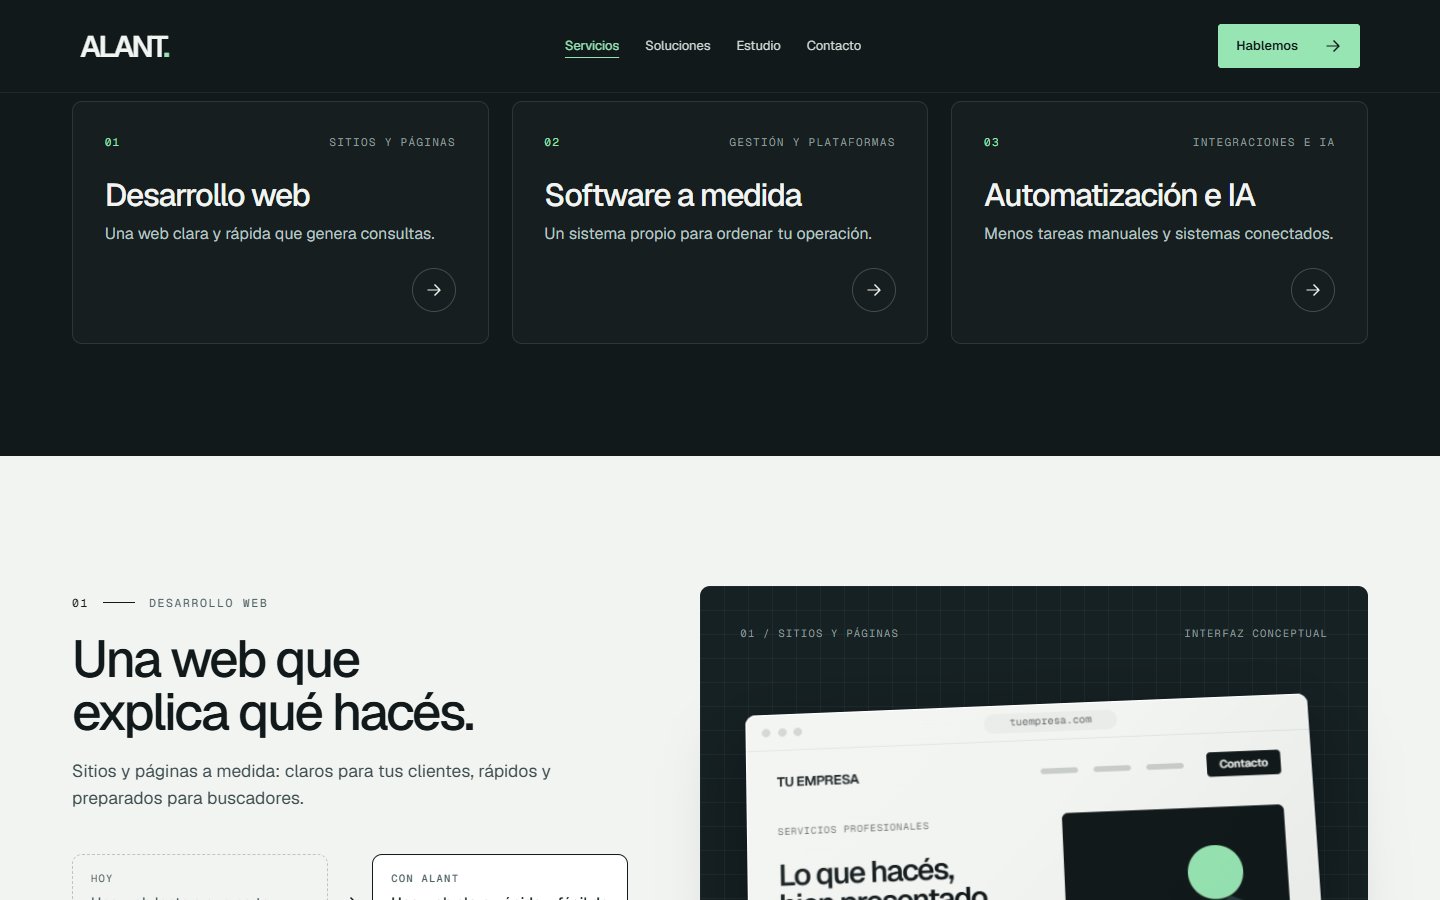 ALANT.
Servicios
Soluciones
Estudio
Contacto
Hablemos
01
SITIOS Y PÁGINAS
Desarrollo web
Una web clara y rápida que genera consultas.
02
GESTIÓN Y PLATAFORMAS
Software a medida
Un sistema propio para ordenar tu operación.
03
INTEGRACIONES E IA
Automatización e IA
Menos tareas manuales y sistemas conectados.
01
DESARROLLO WEB
Una web que
explica qué hacés.
Sitios y páginas a medida: claros para tus clientes, rápidos y
preparados para buscadores.
HOY
CON ALANT
01 / SITIOS Y PÁGINAS
INTERFAZ CONCEPTUAL
tuempresa.com
TU EMPRESA
Contacto
SERVICIOS PROFESIONALES
Lo que hacés,
bien presentado